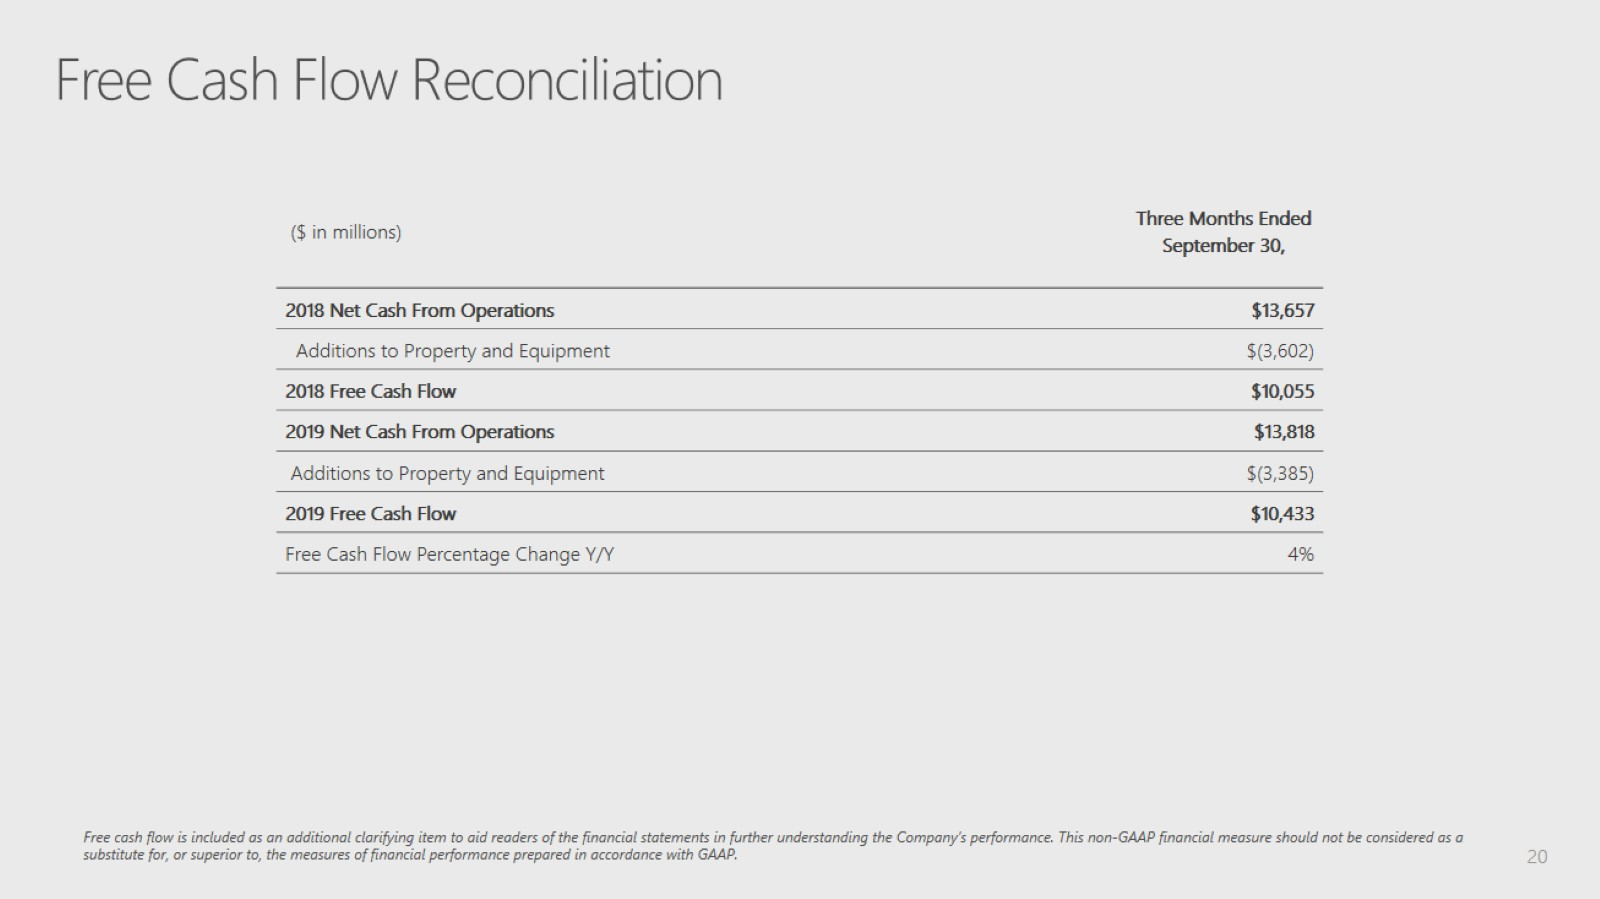 Free Cash Flow Reconciliation
($ in millions)
Three Months Ended
September 30,
2018 Net Cash From Operations $13,657
Additions to Property and Equipment $(3,602)
2018 Free Cash Flow $10,055
2019 Net Cash From Operations $13,818
Additions to Property and Equipment $(3,385)
2019 Free Cash Flow $10,433
Free Cash Flow Percentage Change Y/Y 4%
Free cash flow is included as an additional clarifying item to aid readers of the financial statements in further understanding the Company's performance. This non-GAAP financial measure should not be considered as a
substitute for, or superior to, the measures of financial performance prepared in accordance with GAAP.
20